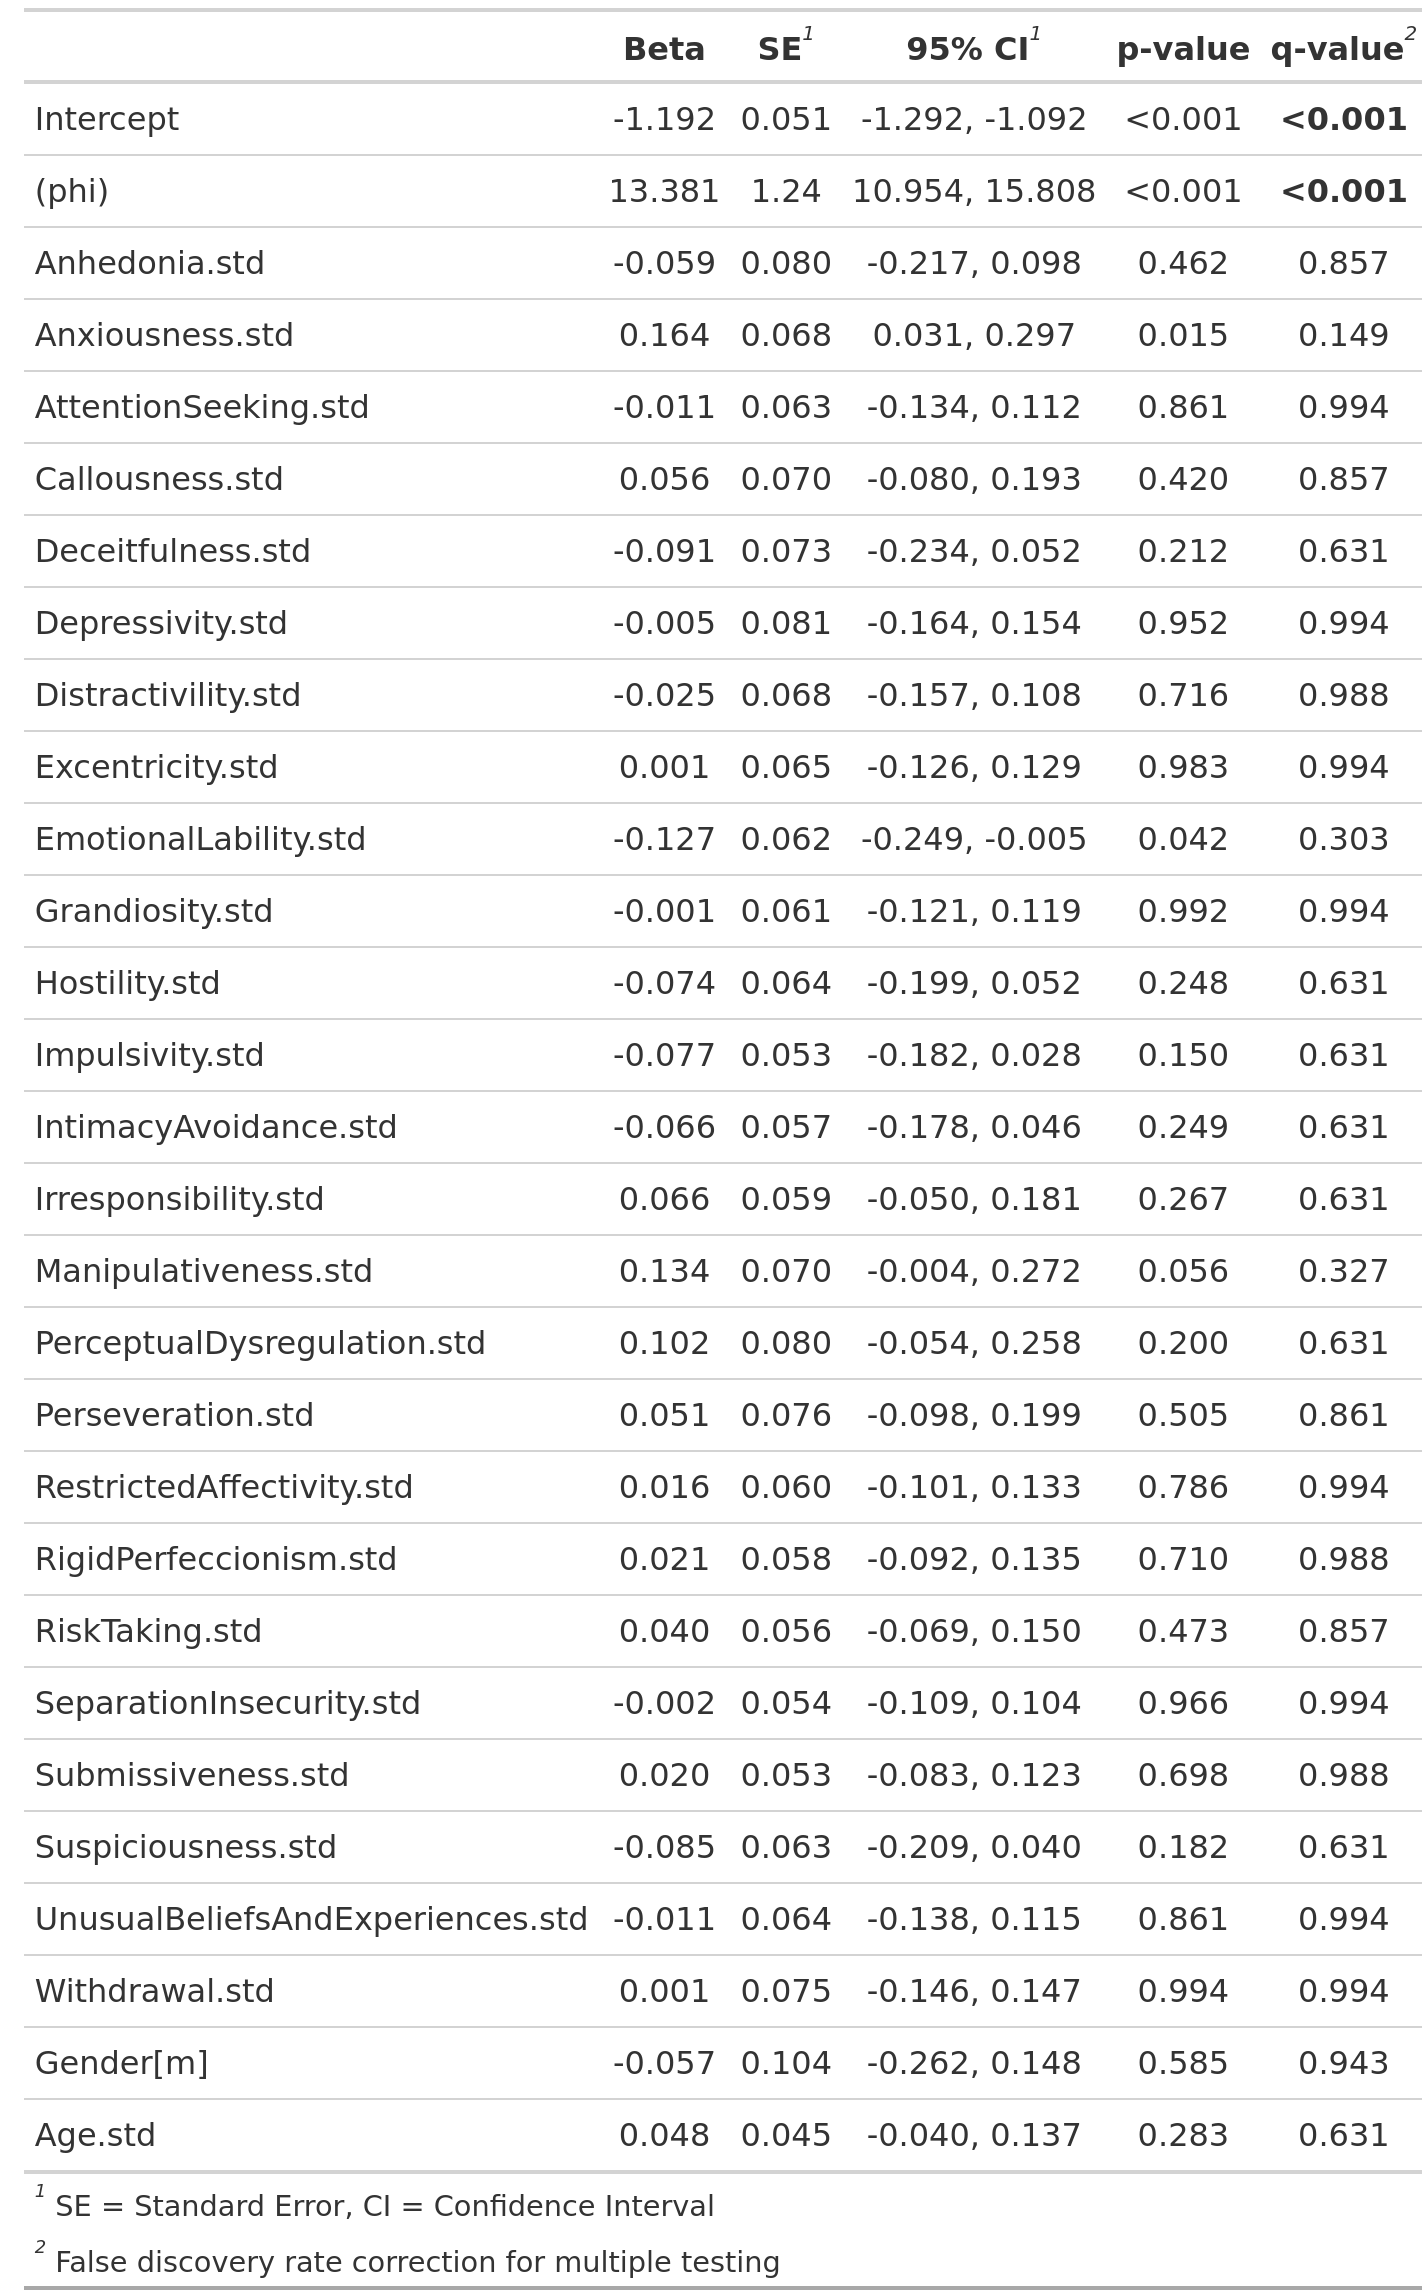 Beta SE1 95% CI1 p-value q-value2
Intercept -1.192 0.051 -1.292, -1.092 <0.001 <0.001
(phi) 13.381 1.24 10.954, 15.808 <0.001 <0.001
Anhedonia.std -0.059 0.080 -0.217, 0.098 0.462 0.857
Anxiousness.std 0.164 0.068 0.031, 0.297 0.015 0.149
AttentionSeeking.std -0.011 0.063 -0.134, 0.112 0.861 0.994
Callousness.std 0.056 0.070 -0.080, 0.193 0.420 0.857
Deceitfulness.std -0.091 0.073 -0.234, 0.052 0.212 0.631
Depressivity.std -0.005 0.081 -0.164, 0.154 0.952 0.994
Distractivility.std -0.025 0.068 -0.157, 0.108 0.716 0.988
Excentricity.std 0.001 0.065 -0.126, 0.129 0.983 0.994
EmotionalLability.std -0.127 0.062 -0.249, -0.005 0.042 0.303
Grandiosity.std -0.001 0.061 -0.121, 0.119 0.992 0.994
Hostility.std -0.074 0.064 -0.199, 0.052 0.248 0.631
Impulsivity.std -0.077 0.053 -0.182, 0.028 0.150 0.631
IntimacyAvoidance.std -0.066 0.057 -0.178, 0.046 0.249 0.631
Irresponsibility.std 0.066 0.059 -0.050, 0.181 0.267 0.631
Manipulativeness.std 0.134 0.070 -0.004, 0.272 0.056 0.327
PerceptualDysregulation.std 0.102 0.080 -0.054, 0.258 0.200 0.631
Perseveration.std 0.051 0.076 -0.098, 0.199 0.505 0.861
RestrictedAffectivity.std 0.016 0.060 -0.101, 0.133 0.786 0.994
RigidPerfeccionism.std 0.021 0.058 -0.092, 0.135 0.710 0.988
RiskTaking.std 0.040 0.056 -0.069, 0.150 0.473 0.857
SeparationInsecurity.std -0.002 0.054 -0.109, 0.104 0.966 0.994
Submissiveness.std 0.020 0.053 -0.083, 0.123 0.698 0.988
Suspiciousness.std -0.085 0.063 -0.209, 0.040 0.182 0.631
UnusualBeliefsAndExperiences.std -0.011 0.064 -0.138, 0.115 0.861 0.994
Withdrawal.std 0.001 0.075 -0.146, 0.147 0.994 0.994
Gender[m] -0.057 0.104 -0.262, 0.148 0.585 0.943
Age.std 0.048 0.045 -0.040, 0.137 0.283 0.631
1 SE = Standard Error, CI = Confidence Interval
2 False discovery rate correction for multiple testing